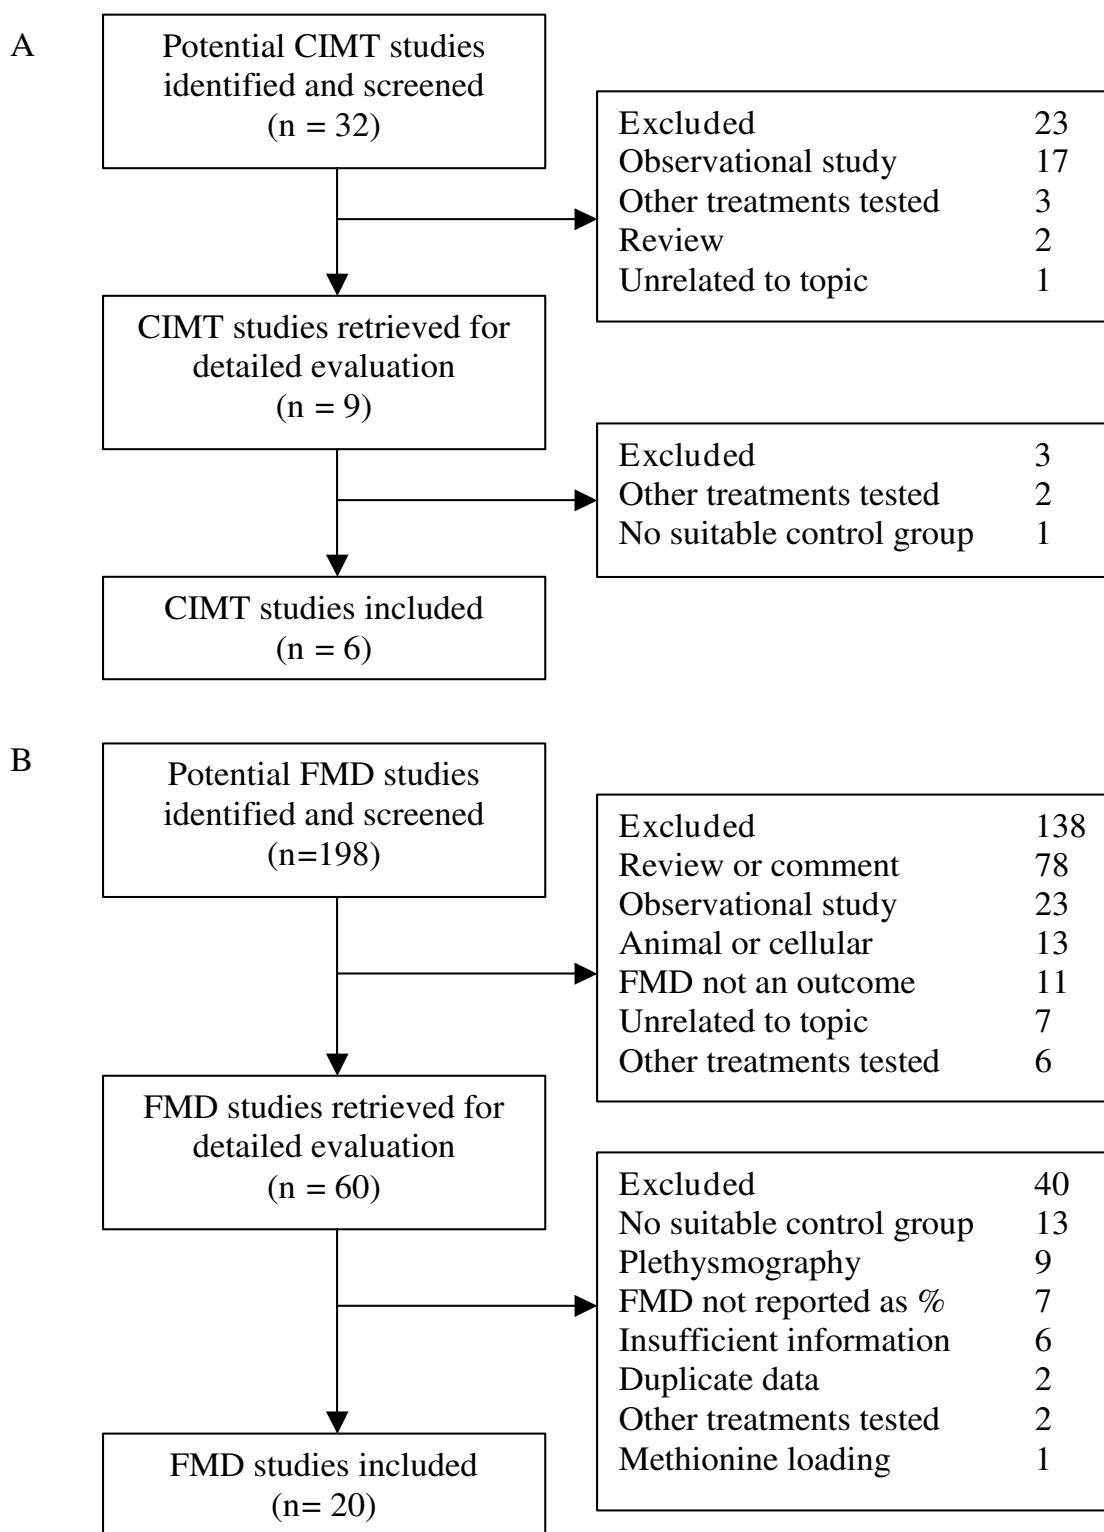 A
Potential CIMT studies
identified and screened
(n = 32)
Excluded 23
Observational study 17
Other treatments tested 3
Review 2
Unrelated to topic 1
CIMT studies retrieved for
detailed evaluation
(n = 9)
Excluded 3
Other treatments tested 2
No suitable control group 1
CIMT studies included
(n = 6)
B
Potential FMD studies
identified and screened
(n=198)
Excluded 138
Review or comment 78
Observational study 23
Animal or cellular 13
FMD not an outcome 11
Unrelated to topic 7
Other treatments tested 6
FMD studies retrieved for
detailed evaluation
(n = 60)
Excluded 40
No suitable control group 13
Plethysmography 9
FMD not reported as % 7
Insufficient information 6
Duplicate data 2
Other treatments tested 2
Methionine loading 1
FMD studies included
(n= 20)